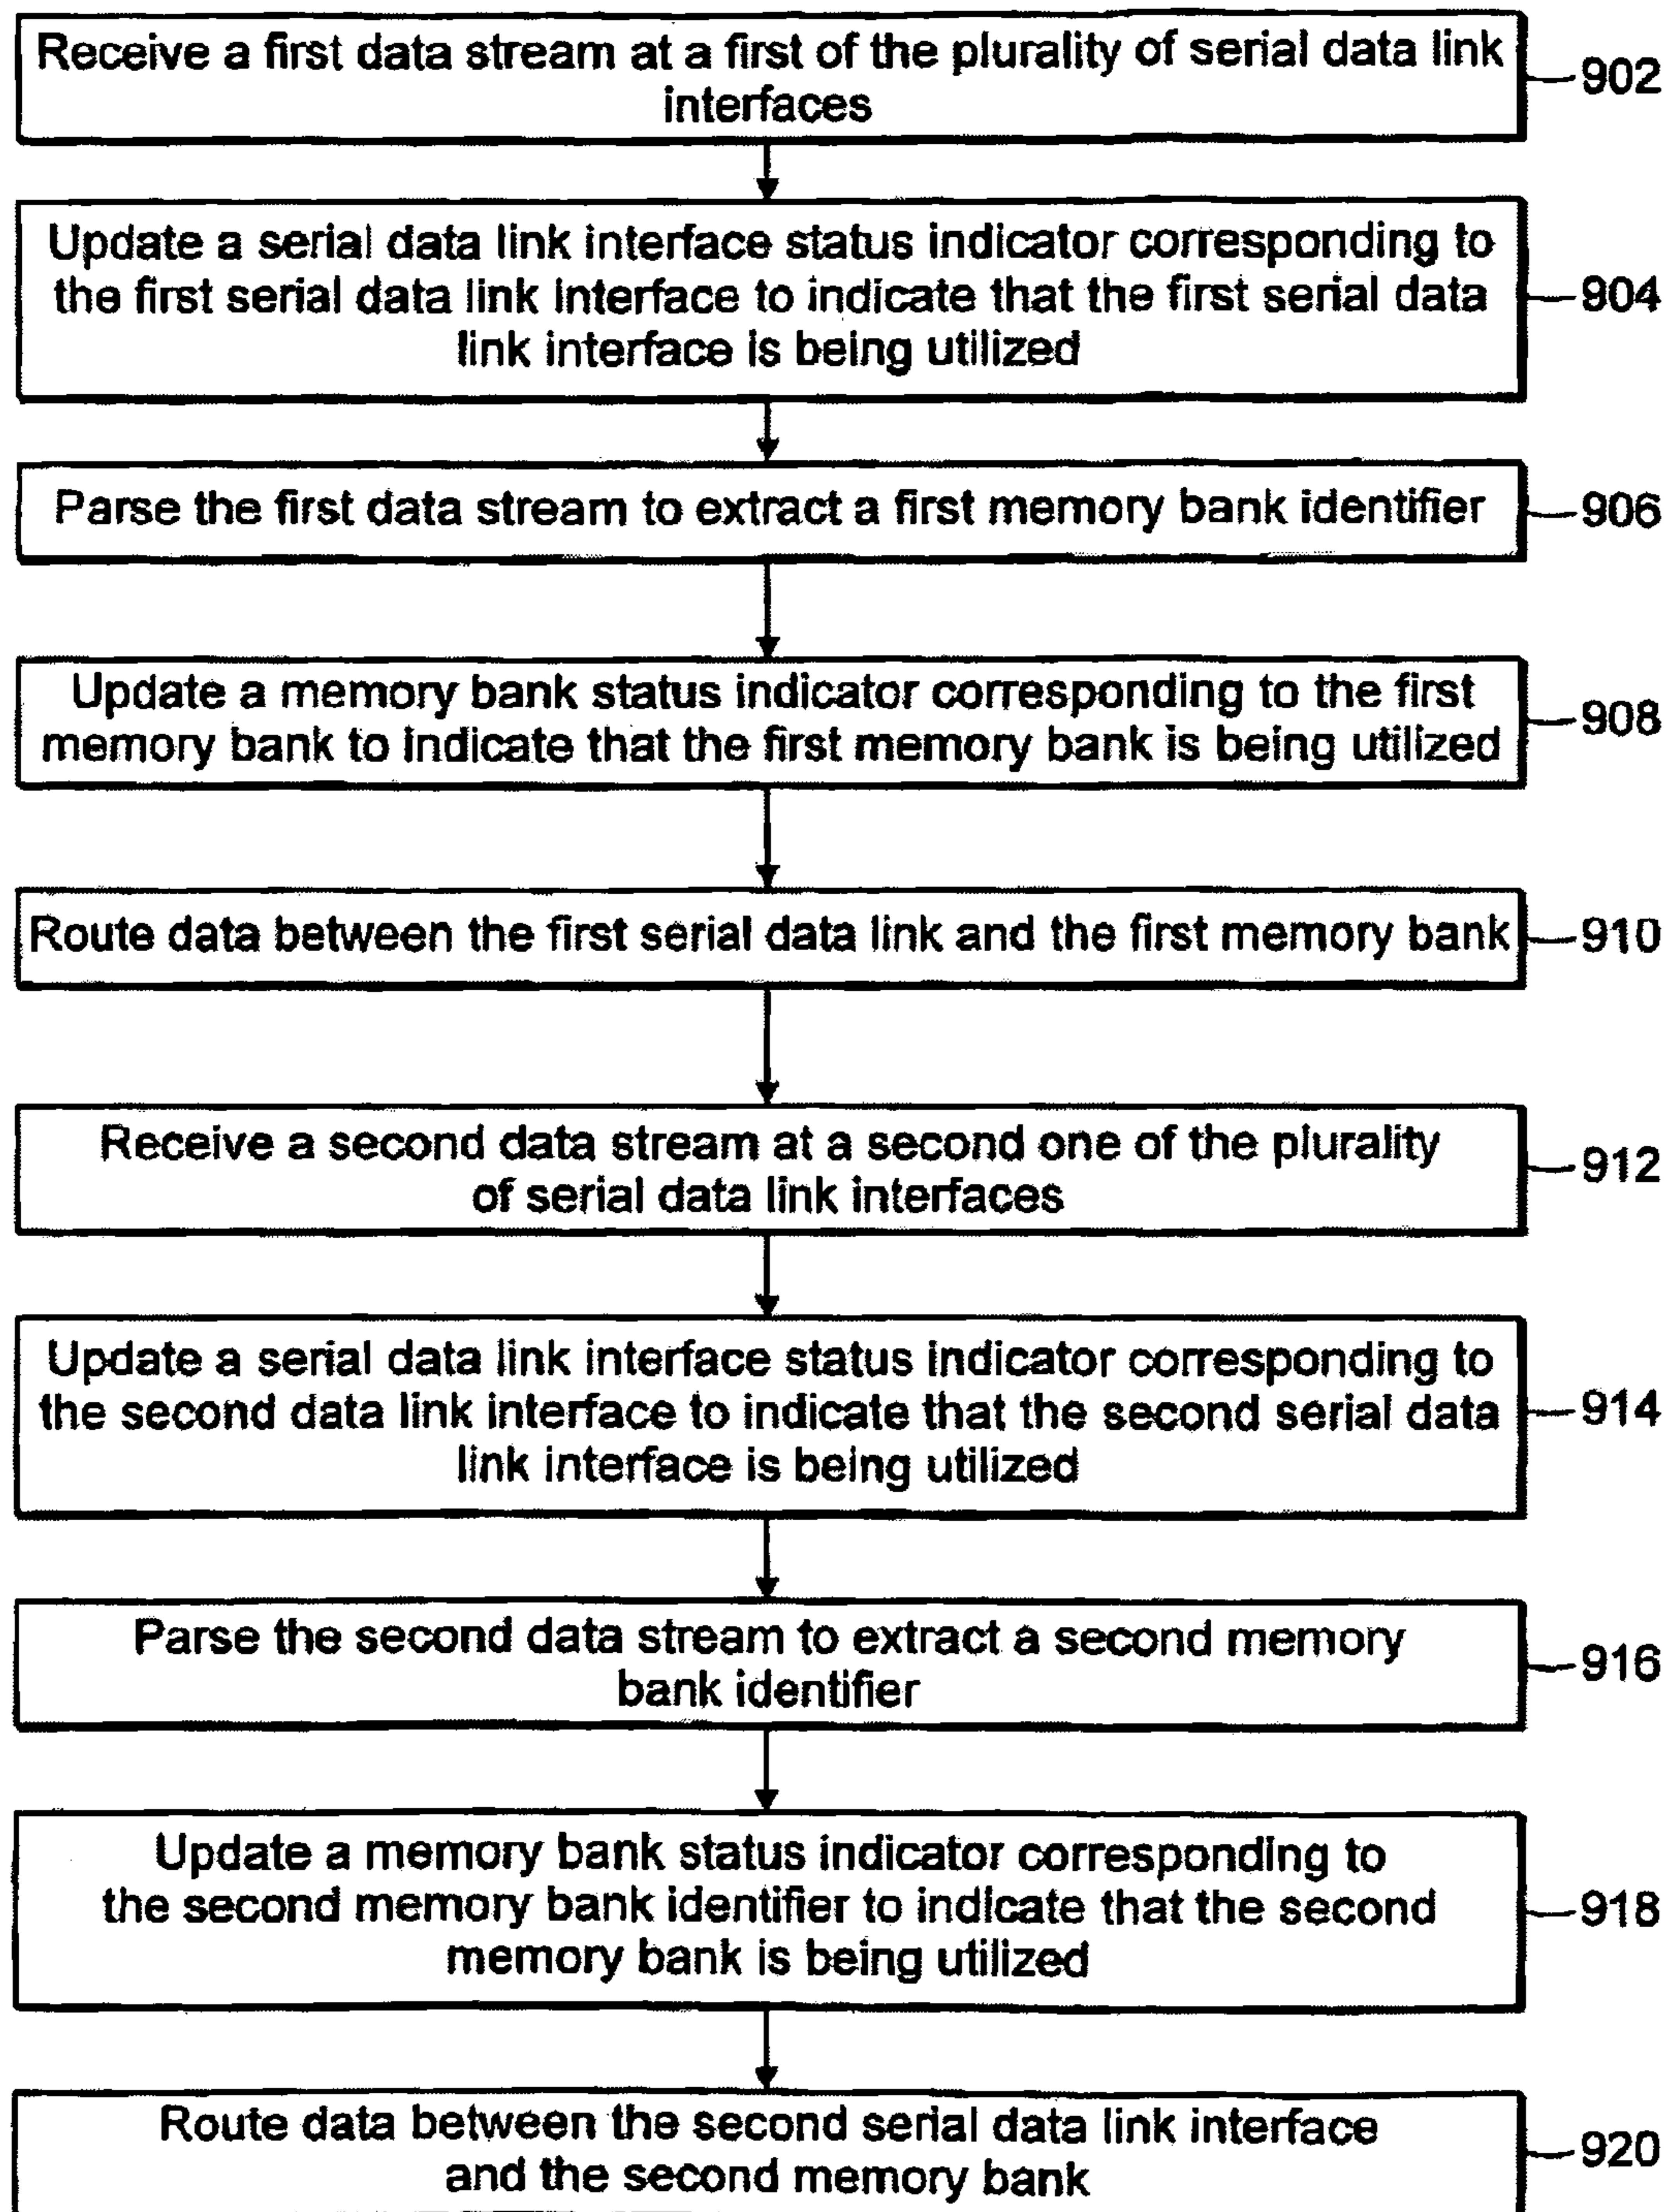 Receive a first data stream at a first of the plurality of serial data link
interfaces
902
Update a serial data link interface status indicator corresponding to
the first serial data link interface to indicate that the first serial data
link interface is being utilized
904
Parse the first data stream to extract a first memory bank identifier
906
Update a memory bank status indicator corresponding to the first
memory bank to indicate that the first memory bank is being utilized
908
Route data between the first serial data link and the first memory bank
910
Receive a second data stream at a second one of the plurality
of serial data link interfaces
912
Update a serial data link interface status indicator corresponding to
the second data link interface to indicate that the second serial data
link interface is being utilized
914
Parse the second data stream to extract a second memory
bank identifier
916
Update a memory bank status indicator corresponding to
the second memory bank identifier to indicate that the second
memory bank is being utilized
918
Route data between the second serial data link interface
and the second memory bank
920